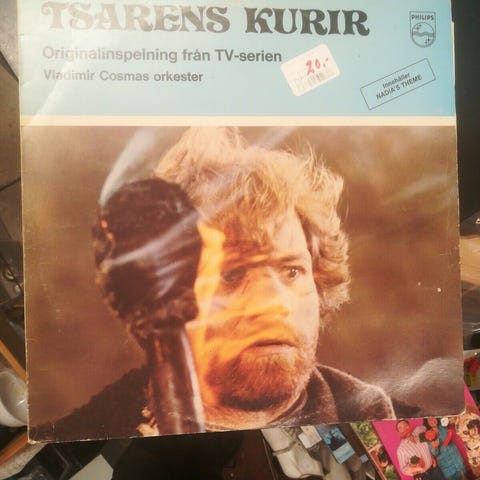 TSARENS KURIR
Originalinspelning från TV-serien
Vladimir Cosmas orkester
PHILIPS
20,-
Innehåller
NADIA'S THEME